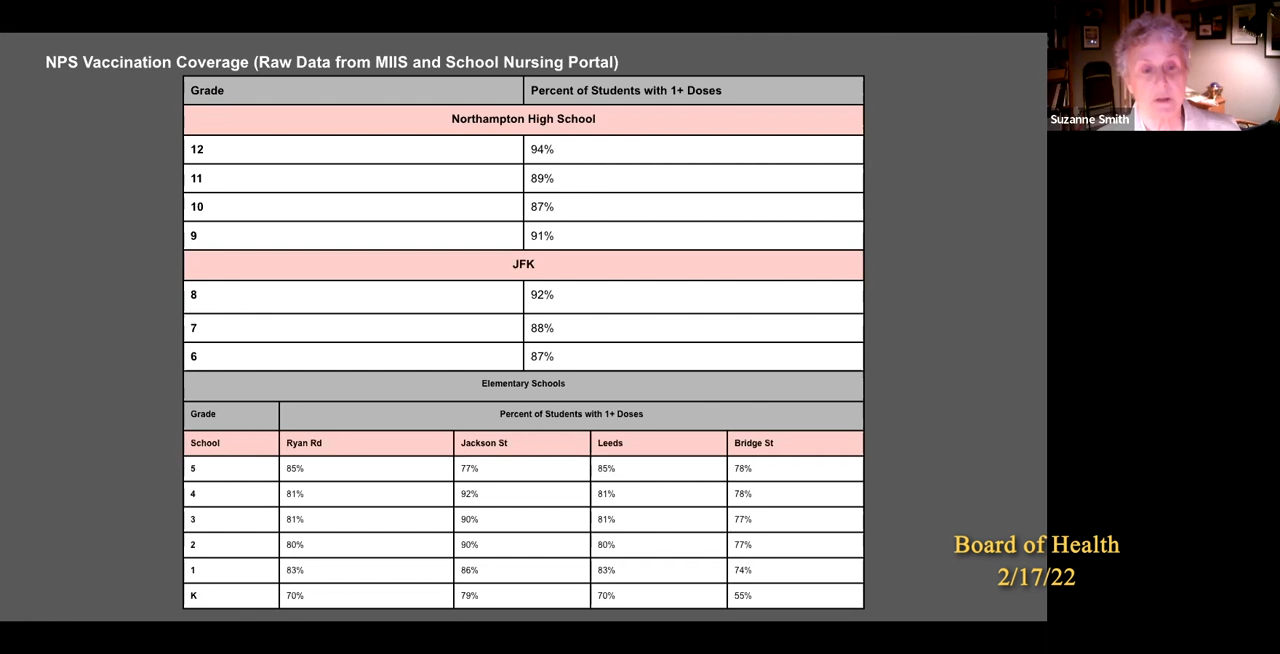 NPS Vaccination Coverage (Raw Data from MIIS and School Nursing Portal)
Grade Percent of Students with 1+ Doses
Northampton High School
12 94%
11 89%
10 87%
9 91%
JFK
8 92%
7 88%
6 87%
Elementary Schools
Grade Percent of Students with 1+ Doses
School Ryan Rd Jackson St Leeds Bridge St
5 85% 77% 85% 78%
4 81% 92% 81% 78%
3 81% 90% 81% 77%
2 80% 90% 80% 77%
1 83% 86% 83% 74%
K 70% 79% 70% 55%
Suzanne Smith
Board of Health
2/17/22